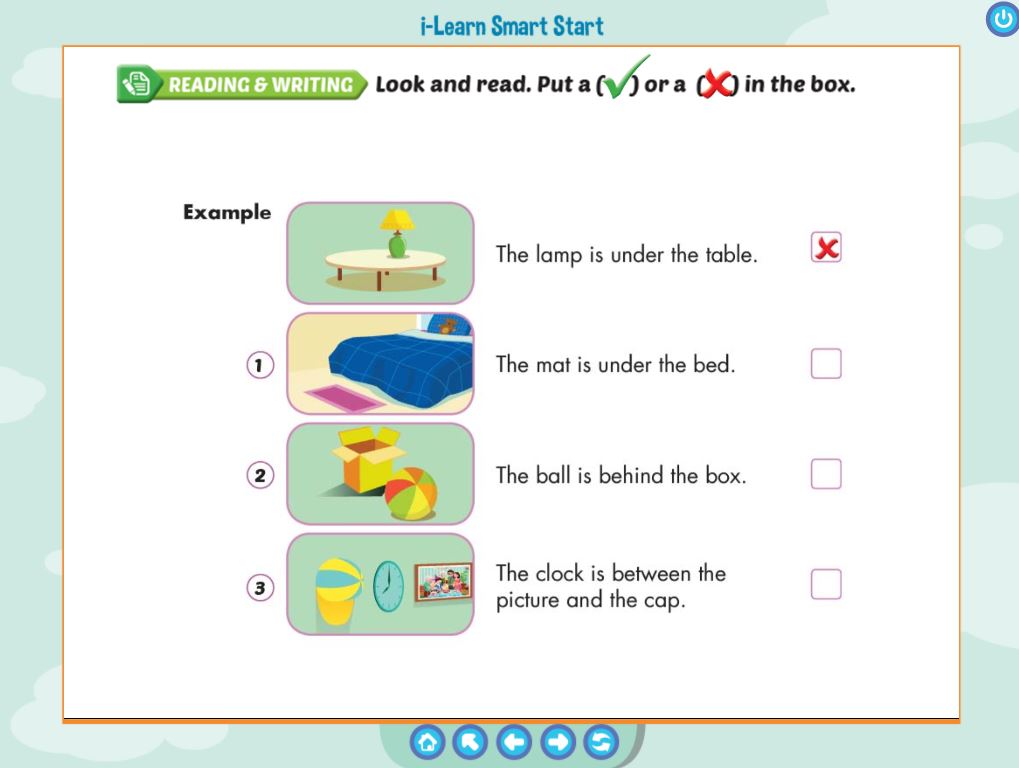 i-Learn Smart Start
READING & WRITING Look and read. Put a (✓) or a (✗) in the box.
Example
The lamp is under the table.
1 The mat is under the bed.
2 The ball is behind the box.
3 The clock is between the
picture and the cap.